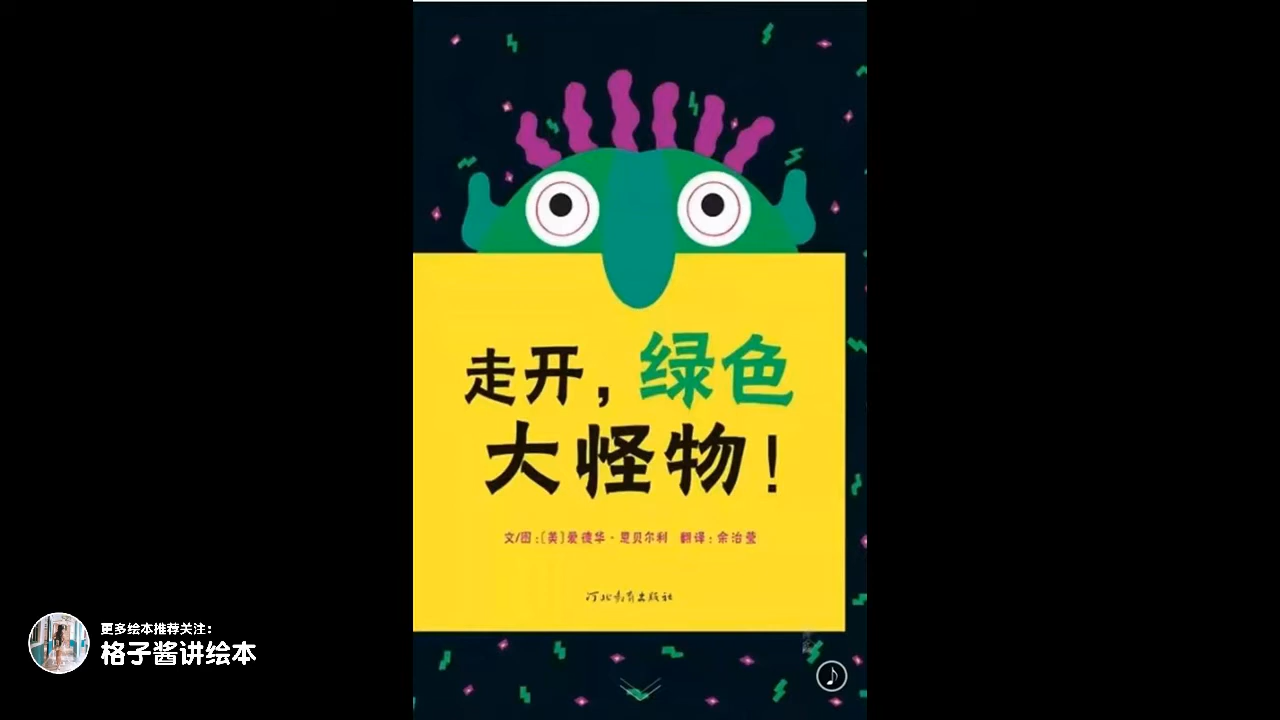 走开，绿色
大怪物！
文/图：[美]爱德华·恩贝尔利 翻译：余治莹
河北教育出版社
更多绘本推荐关注：
格子酱讲绘本